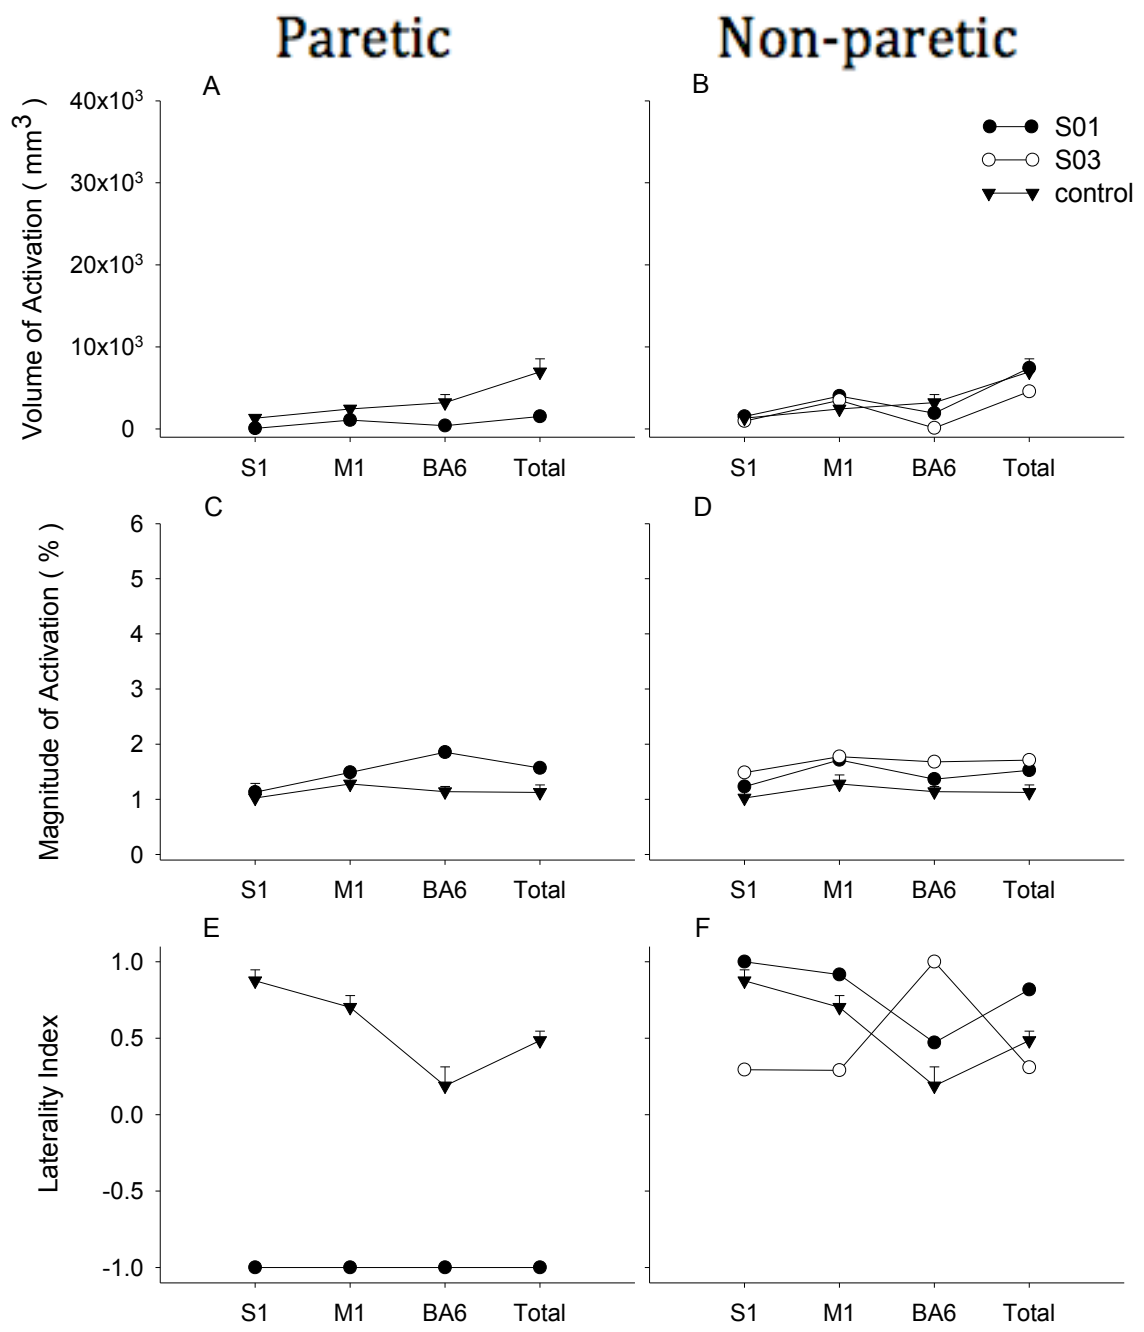 Paretic Non-paretic
A B
Volume of Activation ( mm³ )
40x10³
30x10³
20x10³
10x10³
0
S01
S03
control
S1 M1 BA6 Total S1 M1 BA6 Total
C D
Magnitude of Activation ( % )
6
5
4
3
2
1
0
S1 M1 BA6 Total S1 M1 BA6 Total
E F
Laterality Index
1.0
0.5
0.0
-0.5
-1.0
S1 M1 BA6 Total S1 M1 BA6 Total